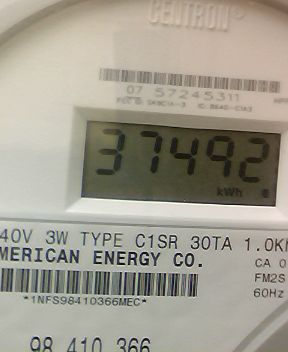 CENTRON®
07 57245311
37492
kWh
40V 3W TYPE C1SR 30TA 1.0K
MERICAN ENERGY CO.
CA 0
FM2S
60Hz
*1NFS98410366MEC*
98 410 366